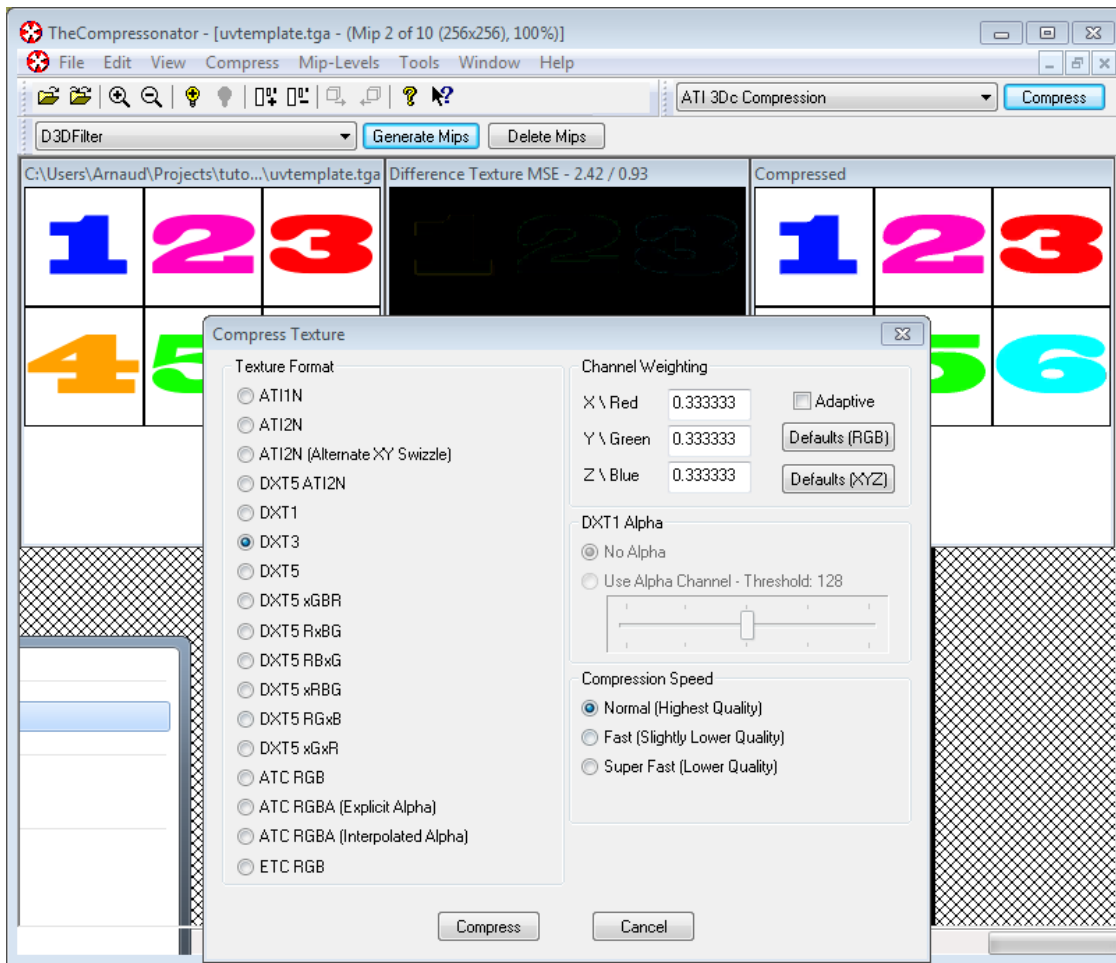 TheCompressonator - [uvtemplate.tga - (Mip 2 of 10 (256x256), 100%)]
File Edit View Compress Mip-Levels Tools Window Help
ATI 3Dc Compression Compress
D3DFilter Generate Mips Delete Mips
C:\Users\Arnaud\Projects\tuto...\uvtemplate.tga Difference Texture MSE - 2.42 / 0.93 Compressed
1 2 3 1 2 3 1 2 3
4 5 5 6
Compress Texture
Texture Format
ATI1N
ATI2N
ATI2N (Alternate XY Swizzle)
DXT5 ATI2N
DXT1
DXT3
DXT5
DXT5 xGBR
DXT5 RxBG
DXT5 RBxG
DXT5 xRBG
DXT5 RGxB
DXT5 xGxR
ATC RGB
ATC RGBA (Explicit Alpha)
ATC RGBA (Interpolated Alpha)
ETC RGB
Channel Weighting
X \ Red 0.333333 Adaptive
Y \ Green 0.333333 Defaults (RGB)
Z \ Blue 0.333333 Defaults (XYZ)
DXT1 Alpha
No Alpha
Use Alpha Channel - Threshold: 128
Compression Speed
Normal (Highest Quality)
Fast (Slightly Lower Quality)
Super Fast (Lower Quality)
Compress Cancel